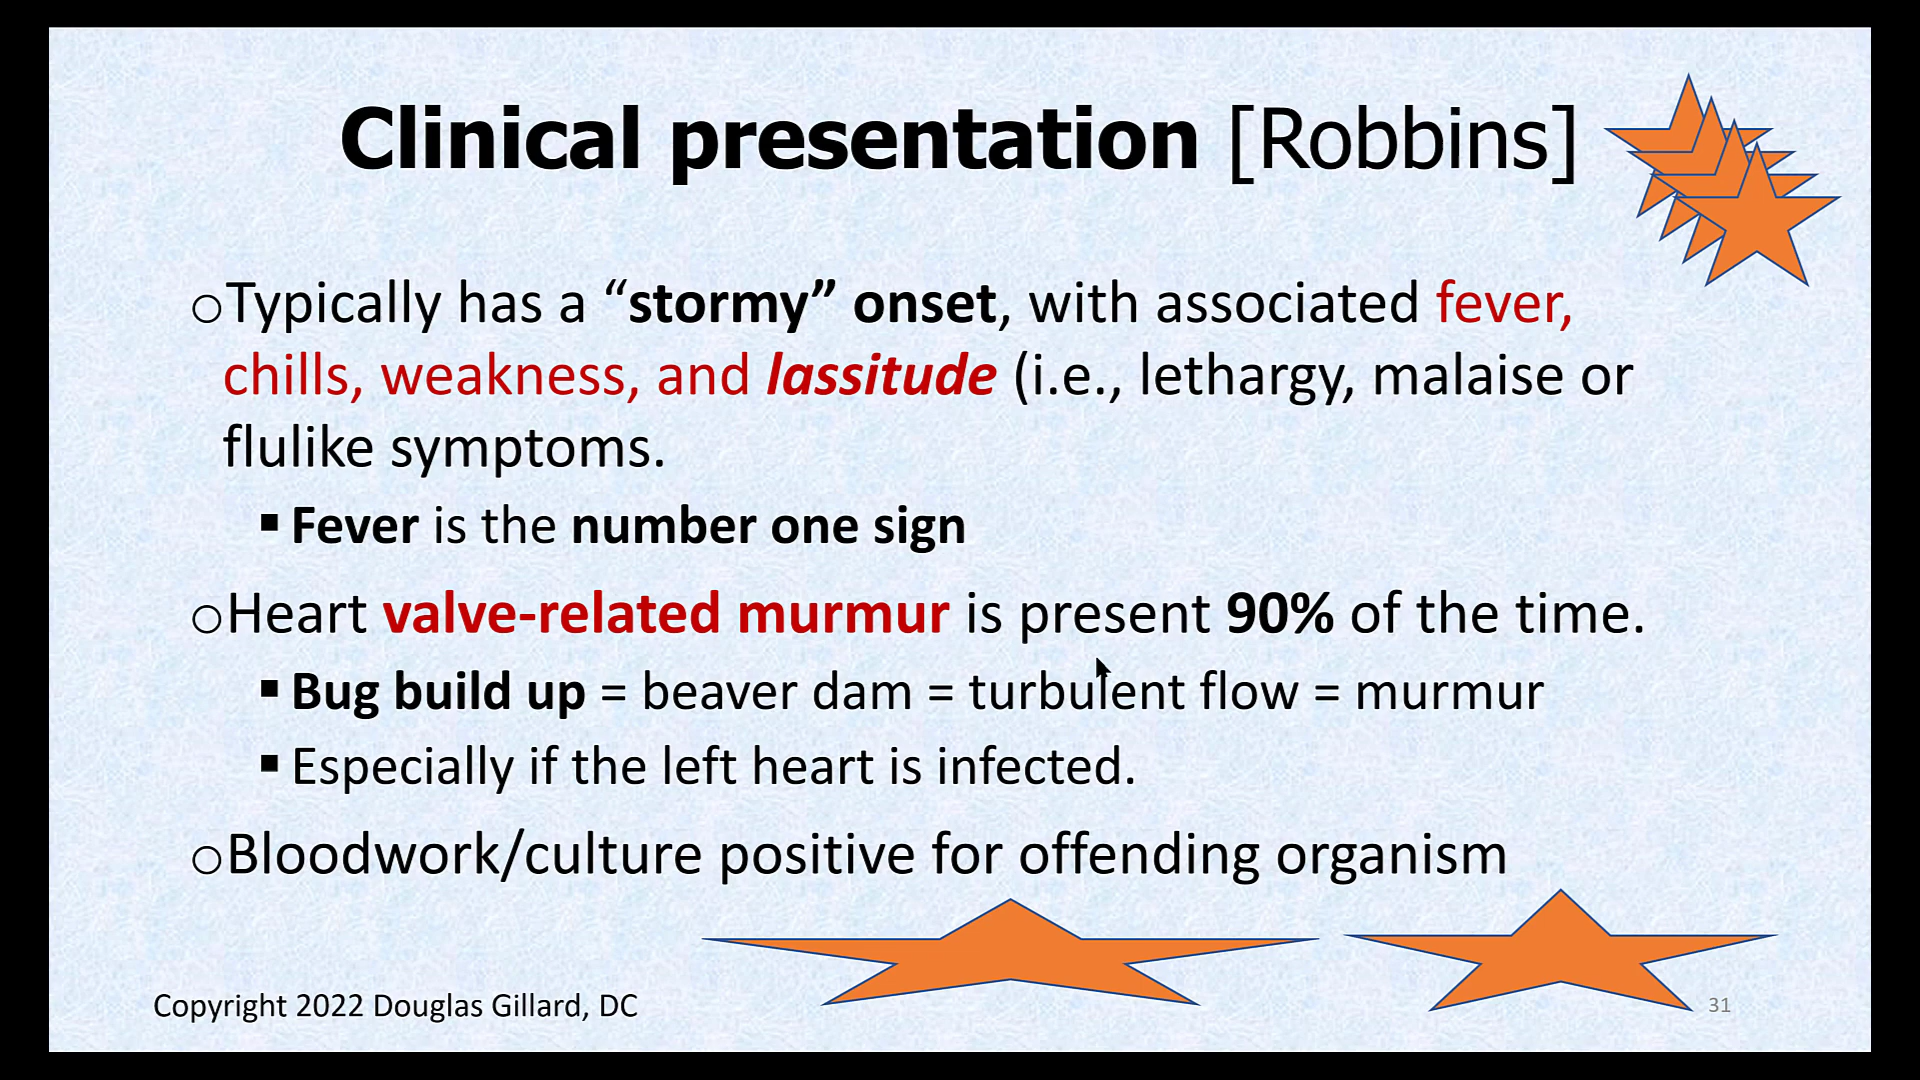 Clinical presentation [Robbins]
oTypically has a “stormy” onset, with associated fever,
chills, weakness, and lassitude (i.e., lethargy, malaise or
flulike symptoms.
▪ Fever is the number one sign
oHeart valve-related murmur is present 90% of the time.
▪ Bug build up = beaver dam = turbulent flow = murmur
▪ Especially if the left heart is infected.
oBloodwork/culture positive for offending organism
Copyright 2022 Douglas Gillard, DC
31